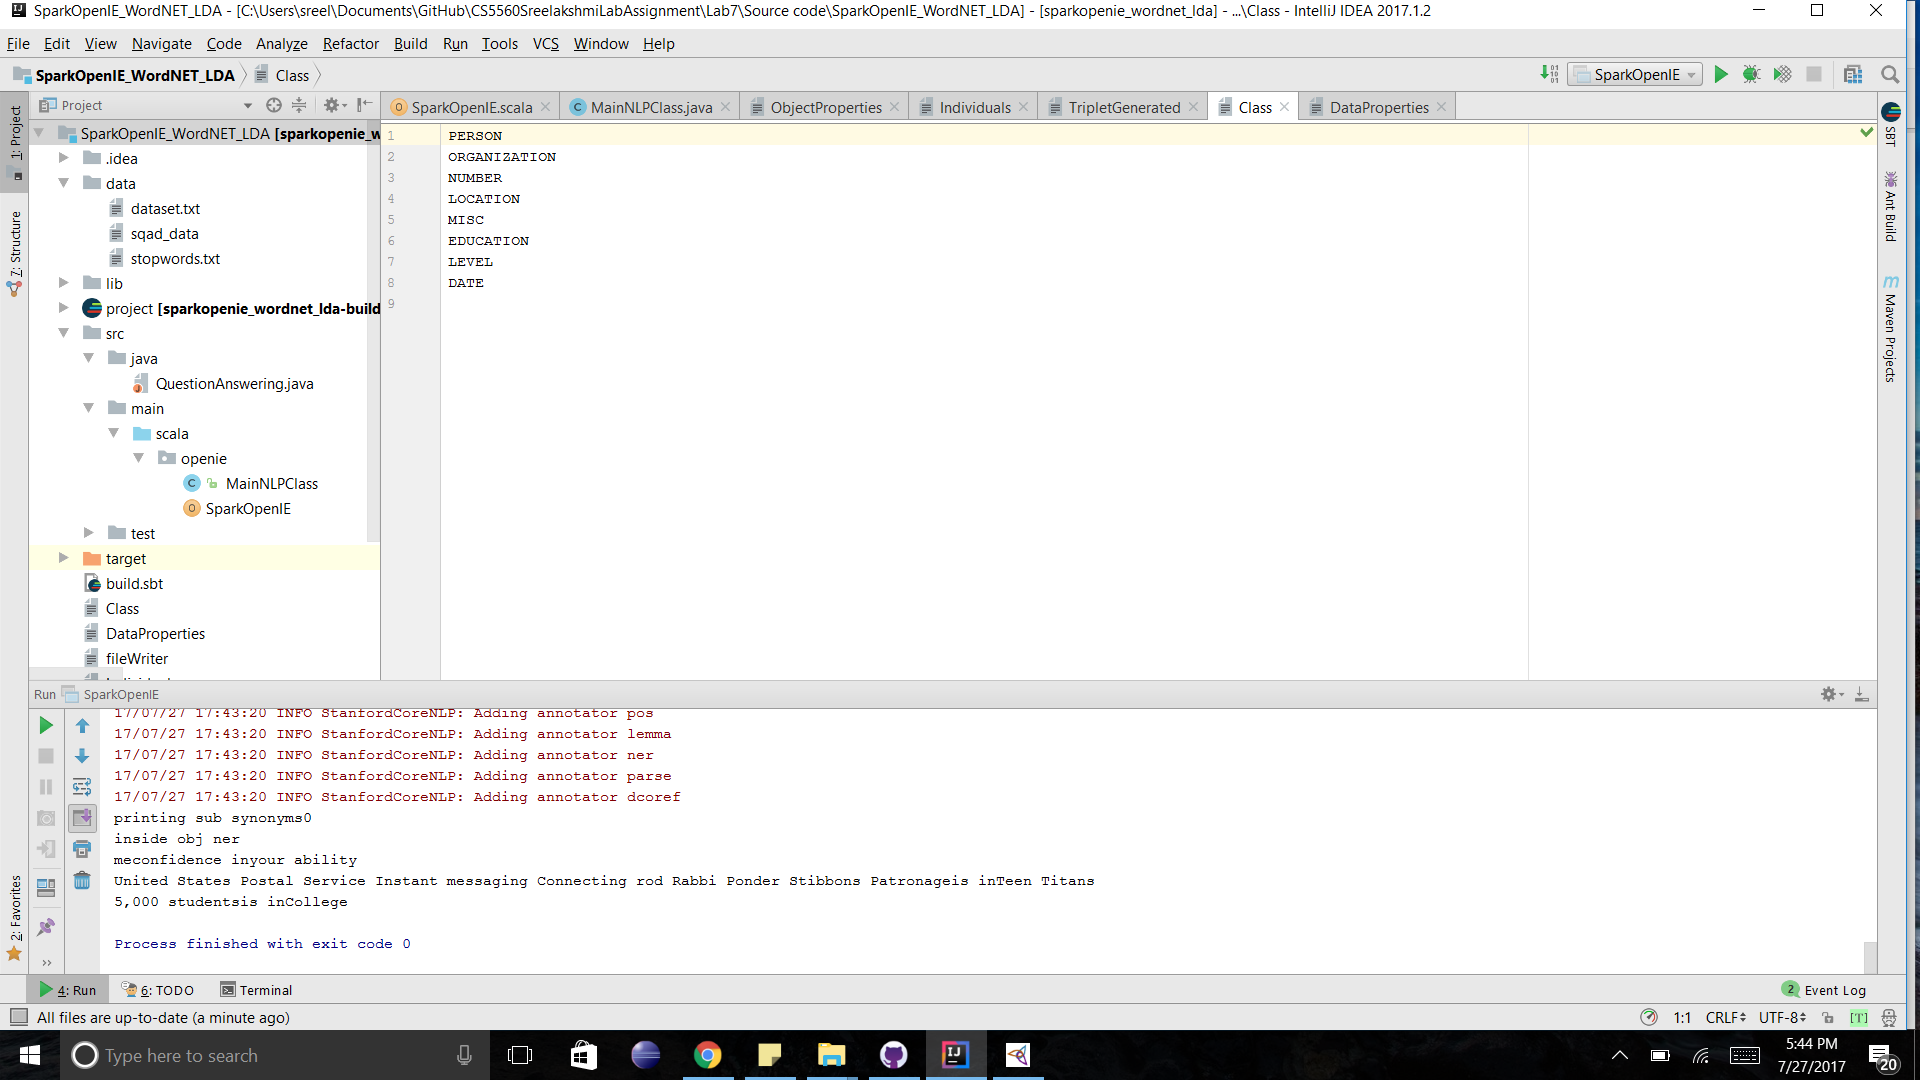 SparkOpenIE_WordNET_LDA - [C:\Users\sreel\Documents\GitHub\CS5560SreelakshmiLabAssignment\Lab7\Source code\SparkOpenIE_WordNET_LDA] - [sparkopenie_wordnet_lda] - ...\Class - IntelliJ IDEA 2017.1.2
File Edit View Navigate Code Analyze Refactor Build Run Tools VCS Window Help
SparkOpenIE_WordNET_LDA Class SparkOpenIE
Project
SparkOpenIE.scala MainNLPClass.java ObjectProperties Individuals TripletGenerated Class DataProperties
1: Project
7: Structure
2: Favorites
SparkOpenIE_WordNET_LDA [sparkopenie_w
.idea
data
dataset.txt
sqad_data
stopwords.txt
lib
project [sparkopenie_wordnet_lda-build
src
java
QuestionAnswering.java
main
scala
openie
MainNLPClass
SparkOpenIE
test
target
build.sbt
Class
DataProperties
fileWriter
1 PERSON
2 ORGANIZATION
3 NUMBER
4 LOCATION
5 MISC
6 EDUCATION
7 LEVEL
8 DATE
9
SBT
Ant Build
Maven Projects
Run SparkOpenIE
17/07/27 17:43:20 INFO StanfordCoreNLP: Adding annotator pos
17/07/27 17:43:20 INFO StanfordCoreNLP: Adding annotator lemma
17/07/27 17:43:20 INFO StanfordCoreNLP: Adding annotator ner
17/07/27 17:43:20 INFO StanfordCoreNLP: Adding annotator parse
17/07/27 17:43:20 INFO StanfordCoreNLP: Adding annotator dcoref
printing sub synonyms0
inside obj ner
meconfidence inyour ability
United States Postal Service Instant messaging Connecting rod Rabbi Ponder Stibbons Patronageis inTeen Titans
5,000 studentsis inCollege
Process finished with exit code 0
4: Run 6: TODO Terminal 2 Event Log
All files are up-to-date (a minute ago) 1:1 CRLF UTF-8 [T]
Type here to search
5:44 PM
7/27/2017
20